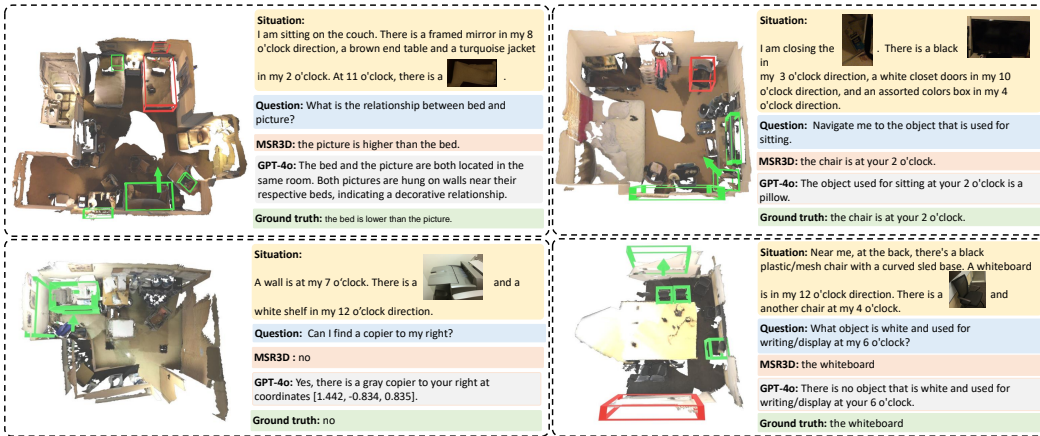 Situation:
I am sitting on the couch. There is a framed mirror in my 8
o'clock direction, a brown end table and a turquoise jacket
in my 2 o'clock. At 11 o'clock, there is a .
Question: What is the relationship between bed and
picture?
MSR3D: the picture is higher than the bed.
GPT-4o: The bed and the picture are both located in the
same room. Both pictures are hung on walls near their
respective beds, indicating a decorative relationship.
Ground truth: the bed is lower than the picture.
Situation:
I am closing the . There is a black
in
my 3 o'clock direction, a white closet doors in my 10
o'clock direction, and an assorted colors box in my 4
o'clock direction.
Question: Navigate me to the object that is used for
sitting.
MSR3D: the chair is at your 2 o'clock.
GPT-4o: The object used for sitting at your 2 o'clock is a
pillow.
Ground truth: the chair is at your 2 o'clock.
Situation:
A wall is at my 7 o'clock. There is a and a
white shelf in my 12 o'clock direction.
Question: Can I find a copier to my right?
MSR3D : no
GPT-4o: Yes, there is a gray copier to your right at
coordinates [1.442, -0.834, 0.835].
Ground truth: no
Situation: Near me, at the back, there's a black
plastic/mesh chair with a curved sled base. A whiteboard
is in my 12 o'clock direction. There is a and
another chair at my 4 o'clock.
Question: What object is white and used for
writing/display at my 6 o'clock?
MSR3D: the whiteboard
GPT-4o: There is no object that is white and used for
writing/display at your 6 o'clock.
Ground truth: the whiteboard